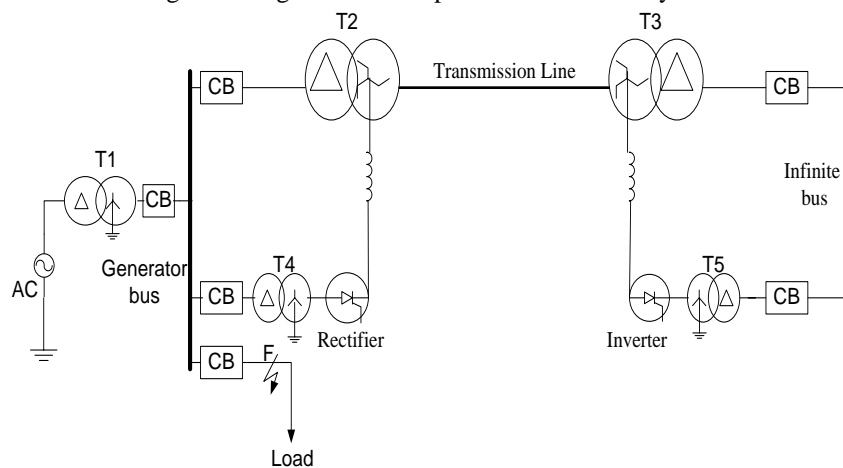 T2
T3
CB
Transmission Line
CB
T1
CB
Infinite
bus
Generator
bus
AC
T4
T5
CB
CB
Rectifier
Inverter
CB
F
Load